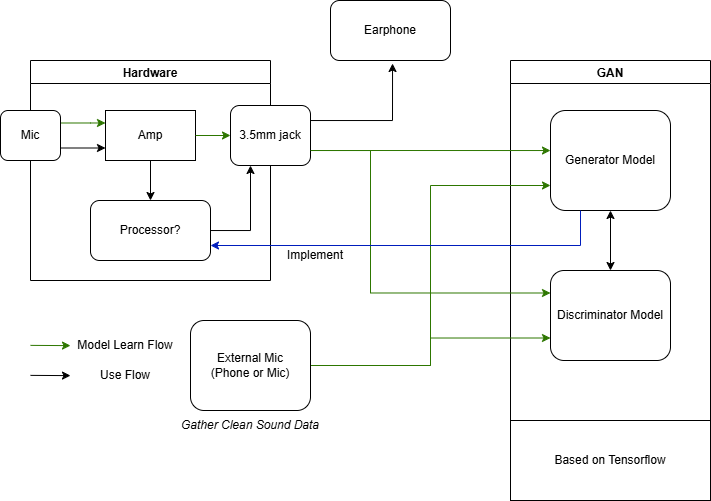 Earphone
Hardware
GAN
Mic
Amp
3.5mm jack
Generator Model
Processor?
Implement
Discriminator Model
Model Learn Flow
Use Flow
External Mic
(Phone or Mic)
Gather Clean Sound Data
Based on Tensorflow